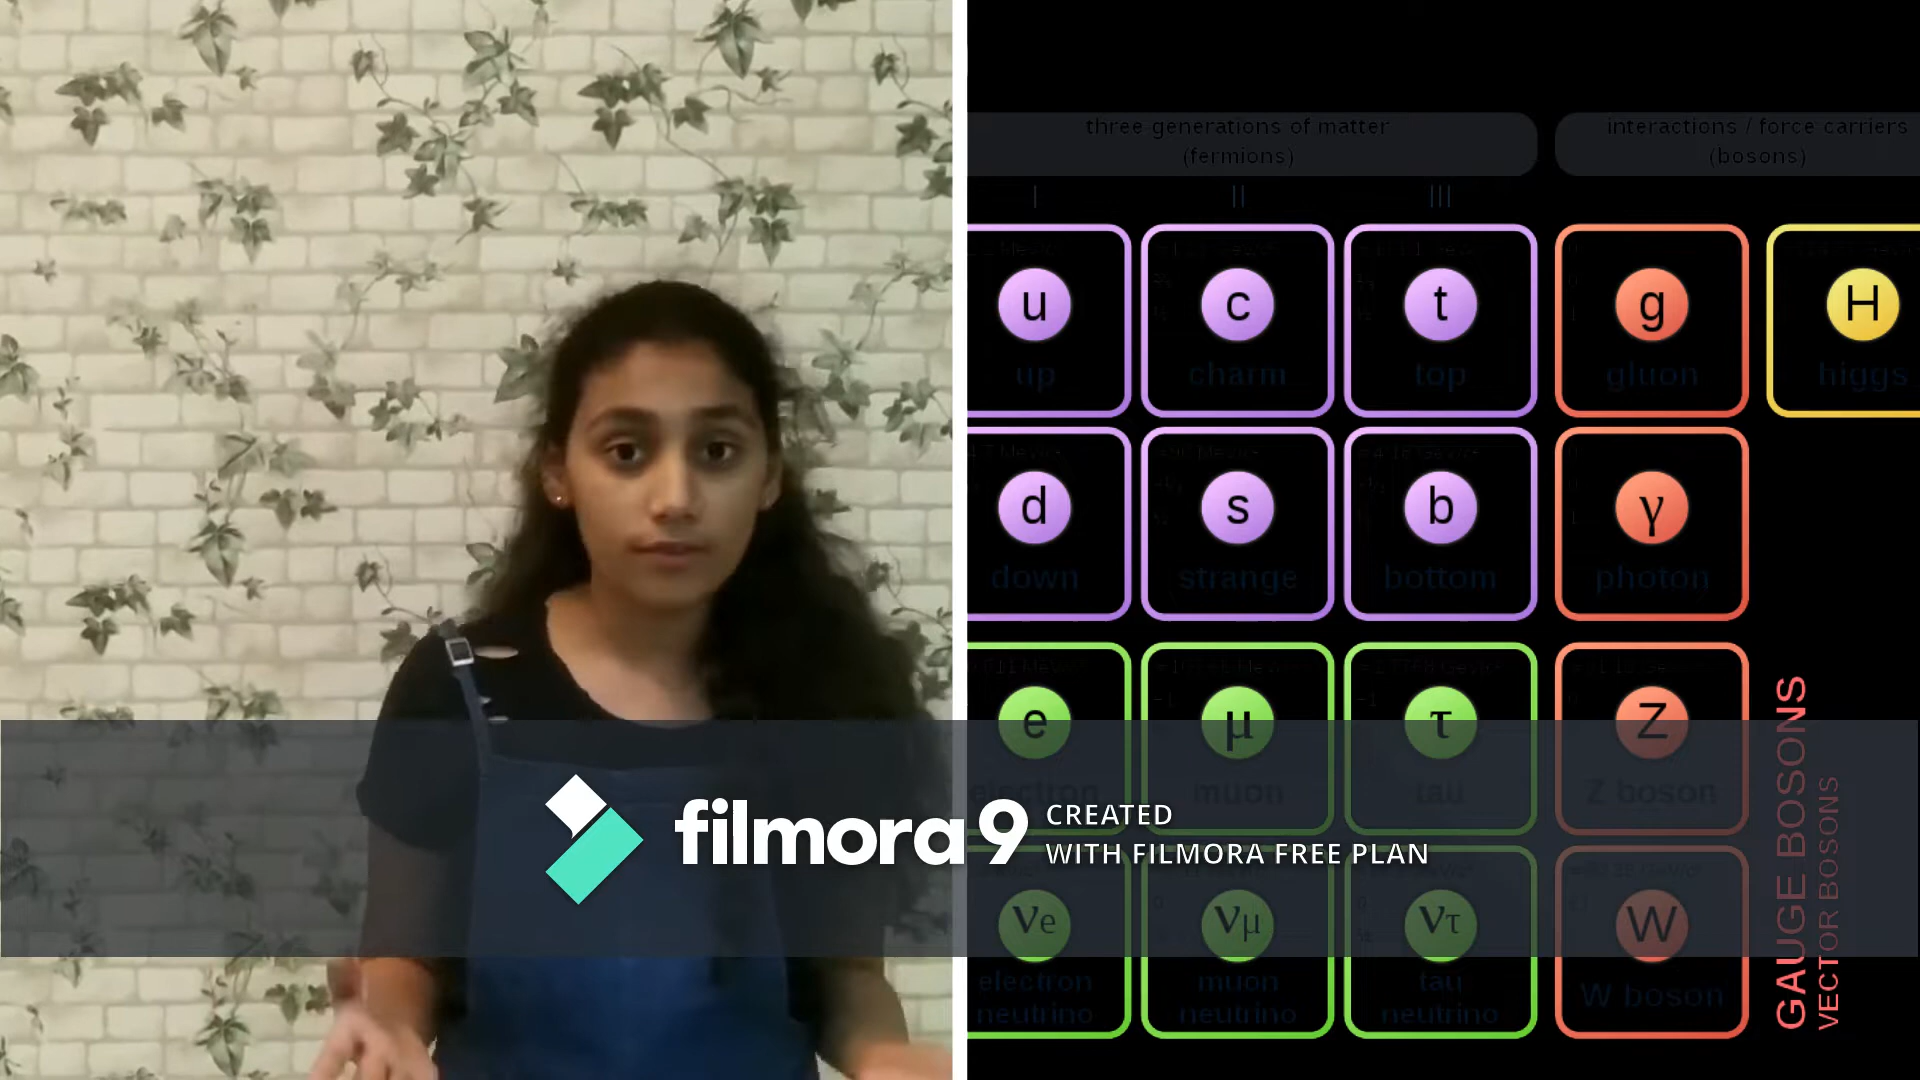 three generations of matter
(fermions)
interactions / force carriers
(bosons)
I
II
III
u
c
t
g
H
up
charm
top
gluon
higgs
d
s
b
γ
down
strange
bottom
photon
e
μ
τ
Z
electron
muon
tau
Z boson
filmora9 CREATED
WITH FILMORA FREE PLAN
νe
νμ
ντ
W
electron
neutrino
muon
neutrino
tau
neutrino
W boson
GAUGE BOSONS
VECTOR BOSONS